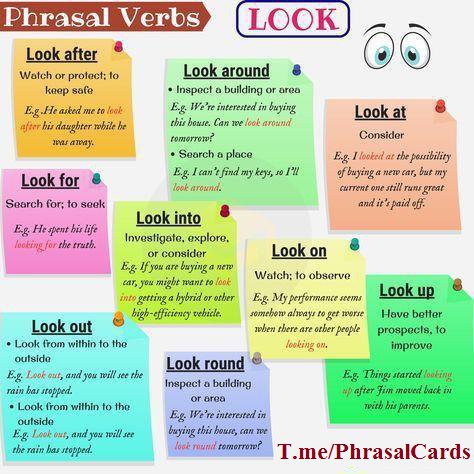 Phrasal Verbs
LOOK
Look after
Watch or protect; to
keep safe
E.g .He asked me to look
after his daughter while he
was away.
Look around
• Inspect a building or area
E.g. We're interested in buying
this house. Can we look around
tomorrow?
• Search a place
E.g. I can't find my keys, so I'll
look around.
Look at
Consider
E.g. I looked at the possibility
of buying a new car, but my
current one still runs great
and it's paid off.
Look for
Search for; to seek
E.g. He spent his life
looking for the truth.
Look into
Investigate, explore,
or consider
E.g. If you are buying a new
car, you might want to look
into getting a hybrid or other
high-efficiency vehicle.
Look on
Watch; to observe
E.g. My performance seems
somehow always to get worse
when there are other people
looking on.
Look up
Have better
prospects, to
improve
E.g. Things started looking
up after Jim moved back in
with his parents.
Look out
• Look from within to the
outside
E.g. Look out, and you will see the
rain has stopped.
• Look from within to the
outside
E.g. Look out, and you will see
the rain has stopped.
Look round
Inspect a building
or area
E.g. We're interested in
buying this house, can we
look round tomorrow?
T.me/PhrasalCards